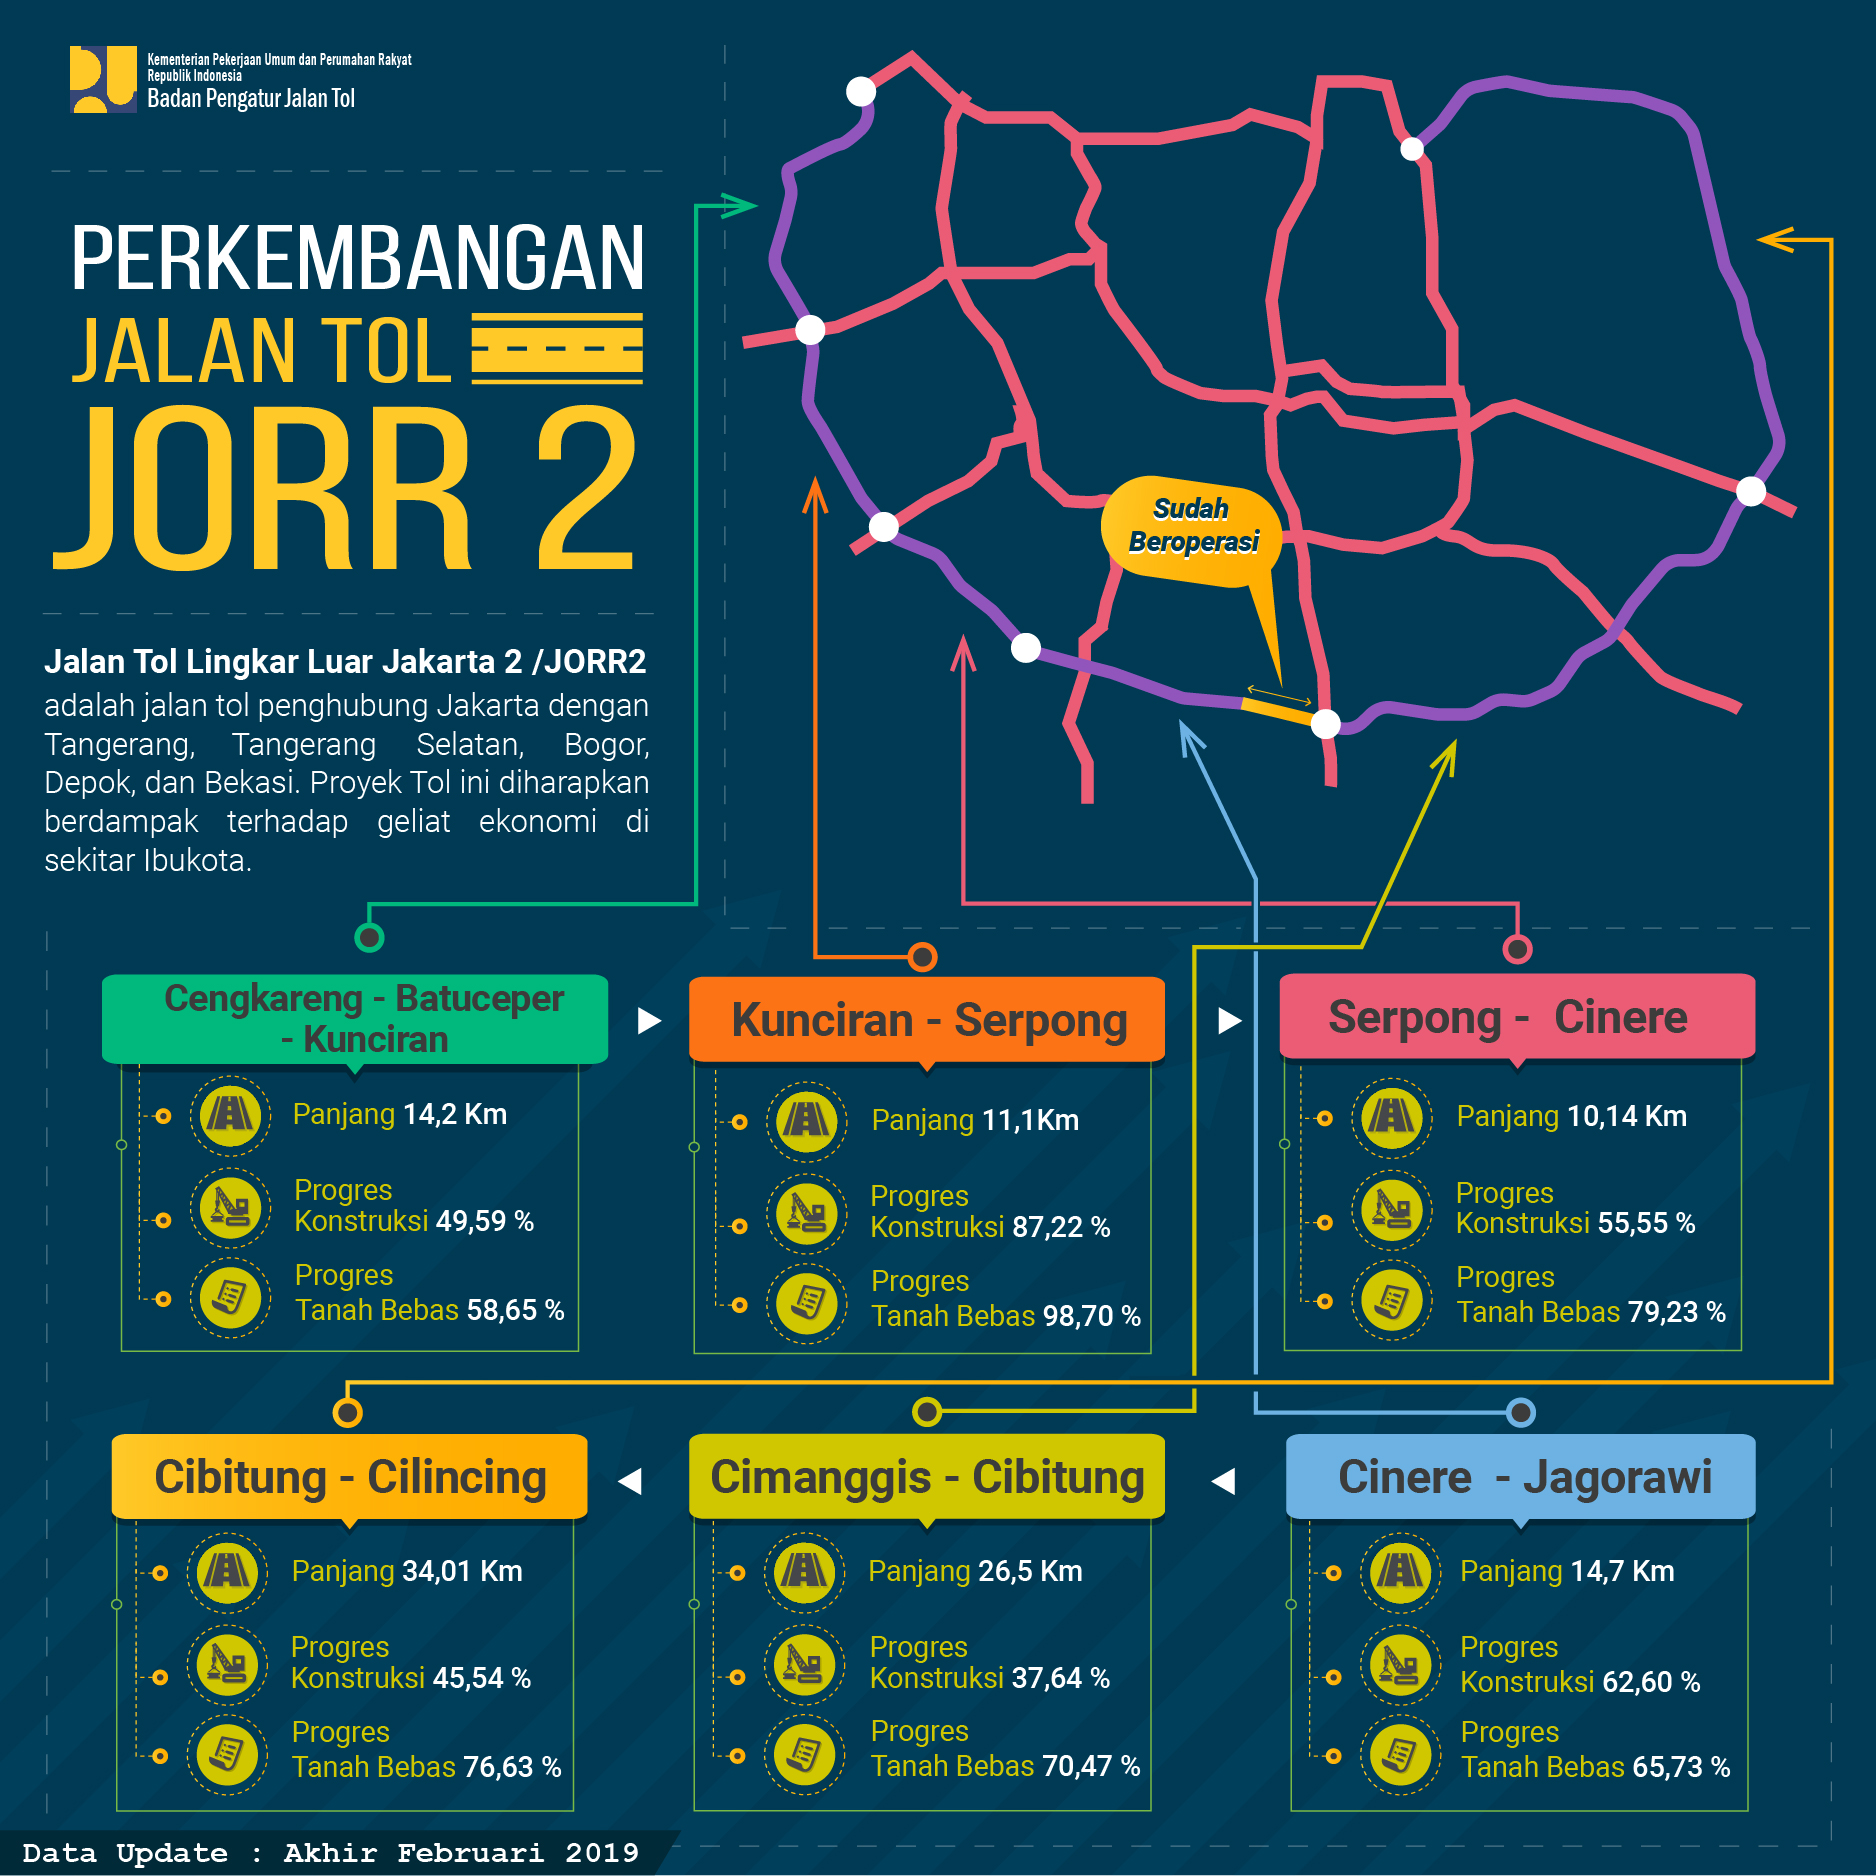 Kementerian Pekerjaan Umum dan Perumahan Rakyat
Republik Indonesia
Badan Pengatur Jalan Tol
PERKEMBANGAN
JALAN TOL
JORR 2
Jalan Tol Lingkar Luar Jakarta 2 /JORR2
adalah jalan tol penghubung Jakarta dengan
Tangerang, Tangerang Selatan, Bogor,
Depok, dan Bekasi. Proyek Tol ini diharapkan
berdampak terhadap geliat ekonomi di
sekitar Ibukota.
Sudah
Beroperasi
Cengkareng - Batuceper
- Kunciran
Panjang 14,2 Km
Progres
Konstruksi 49,59 %
Progres
Tanah Bebas 58,65 %
Kunciran - Serpong
Panjang 11,1Km
Progres
Konstruksi 87,22 %
Progres
Tanah Bebas 98,70 %
Serpong - Cinere
Panjang 10,14 Km
Progres
Konstruksi 55,55 %
Progres
Tanah Bebas 79,23 %
Cibitung - Cilincing
Panjang 34,01 Km
Progres
Konstruksi 45,54 %
Progres
Tanah Bebas 76,63 %
Cimanggis - Cibitung
Panjang 26,5 Km
Progres
Konstruksi 37,64 %
Progres
Tanah Bebas 70,47 %
Cinere - Jagorawi
Panjang 14,7 Km
Progres
Konstruksi 62,60 %
Progres
Tanah Bebas 65,73 %
Data Update : Akhir Februari 2019